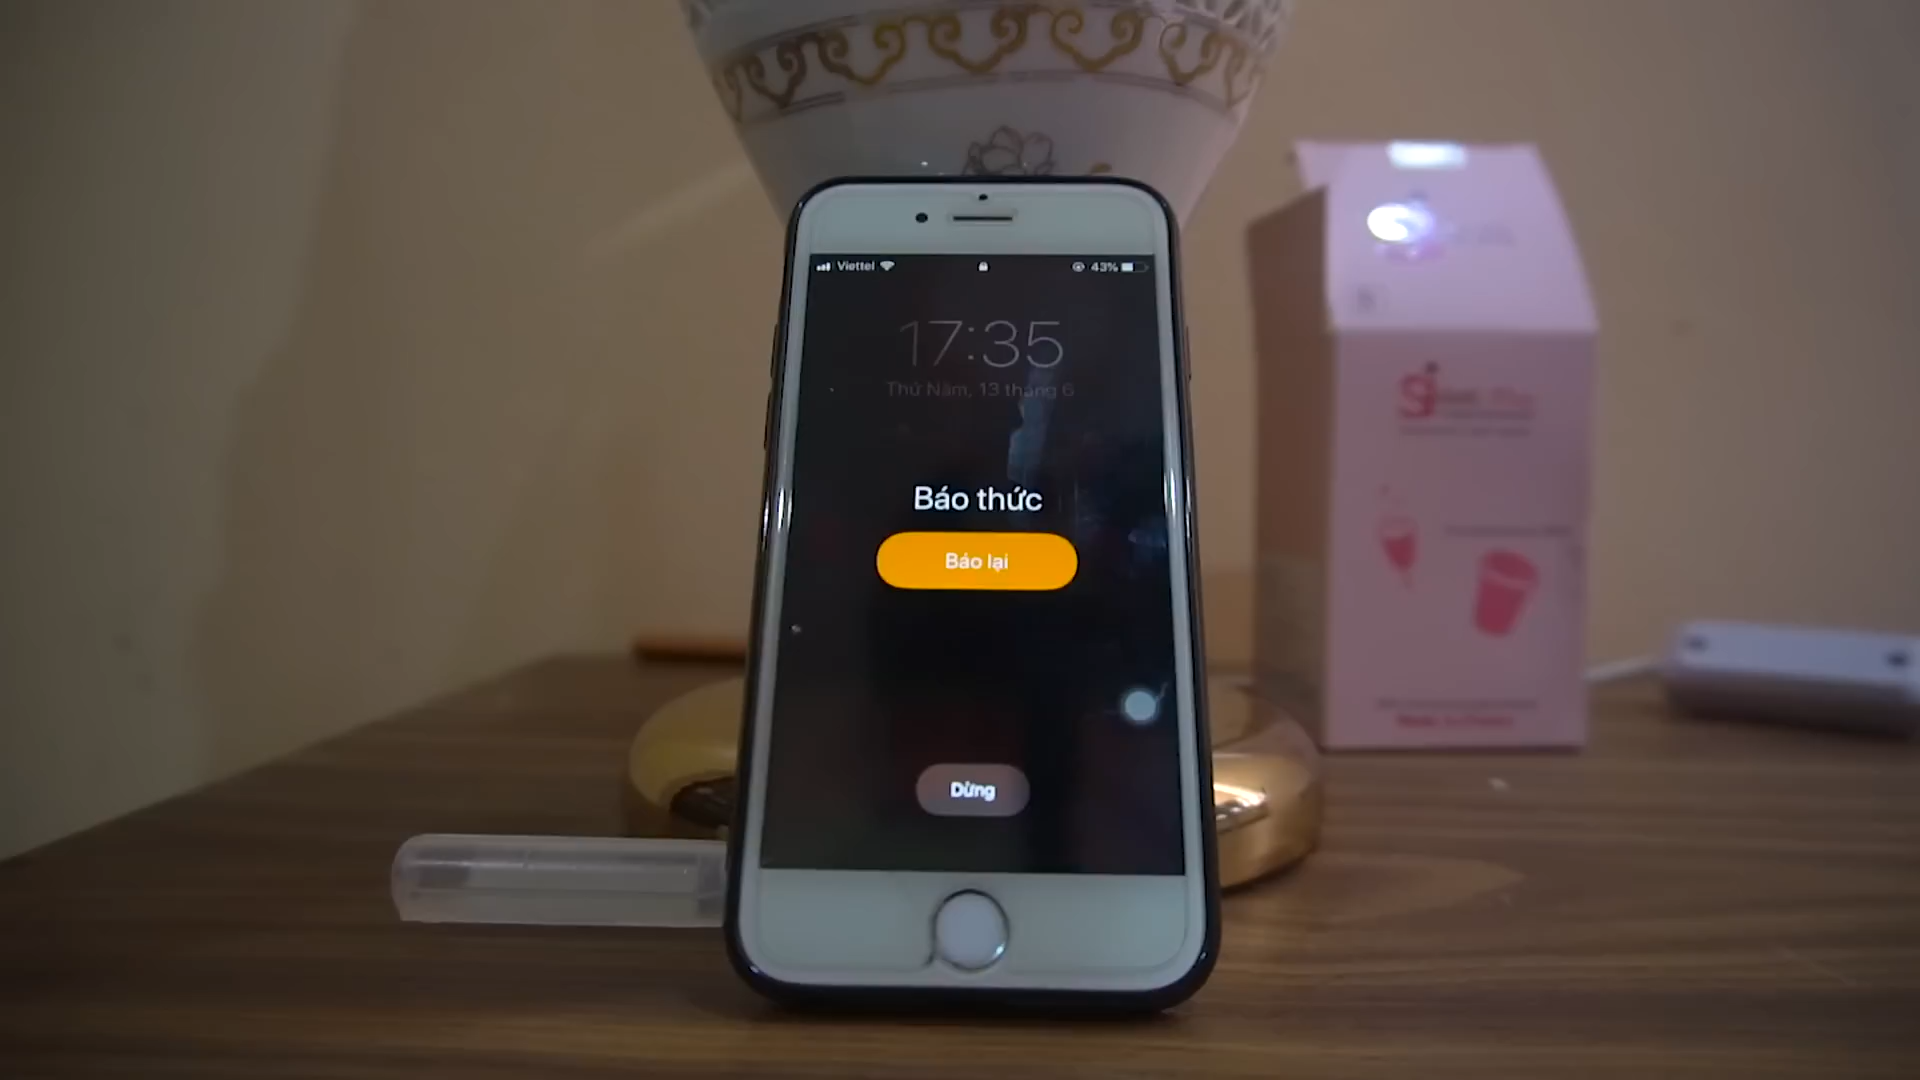 Viettel 43%
17:35
Thứ Năm, 13 tháng 6
Báo thức
Báo lại
Dừng